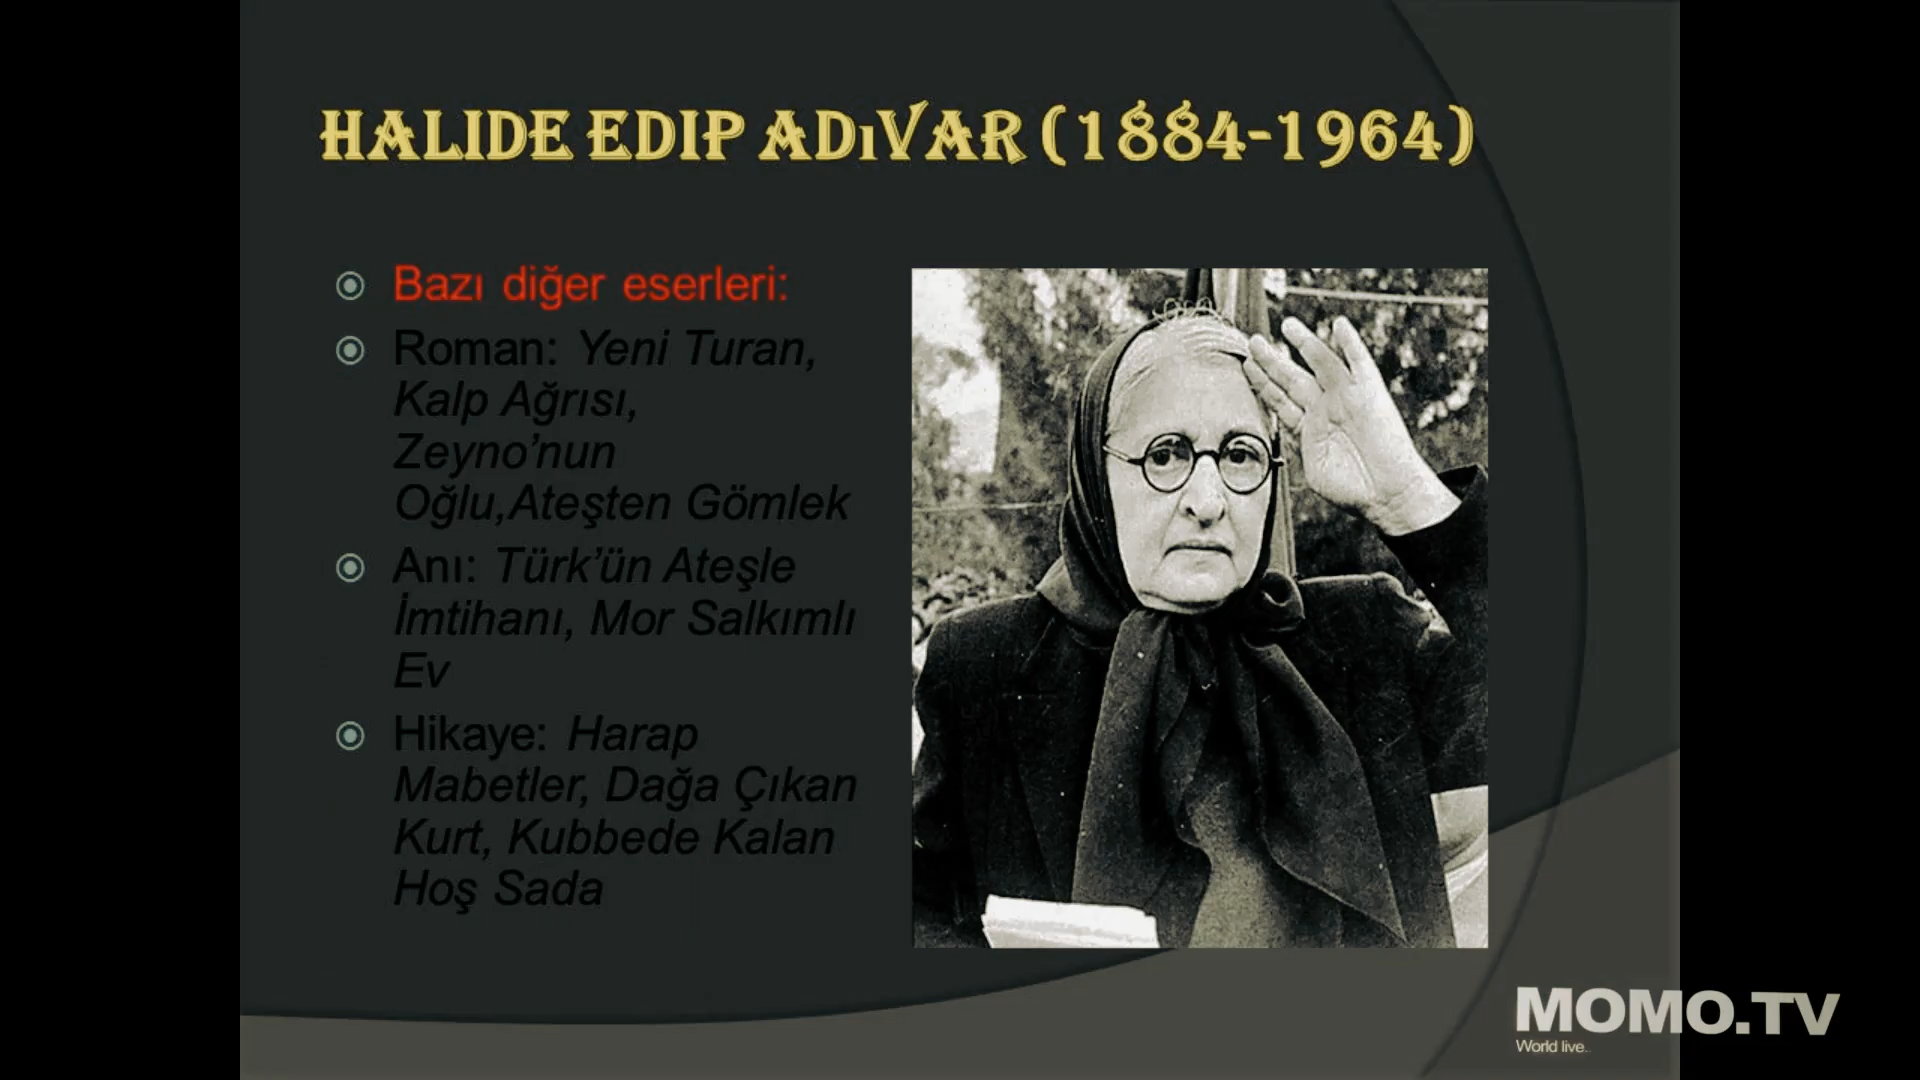 HALIDE EDIP ADıVAR (1884-1964)
Bazı diğer eserleri:
Roman: Yeni Turan,
Kalp Ağrısı,
Zeyno’nun
Oğlu,Ateşten Gömlek
Anı: Türk’ün Ateşle
İmtihanı, Mor Salkımlı
Ev
Hikaye: Harap
Mabetler, Dağa Çıkan
Kurt, Kubbede Kalan
Hoş Sada
MOMO.TV
World live..